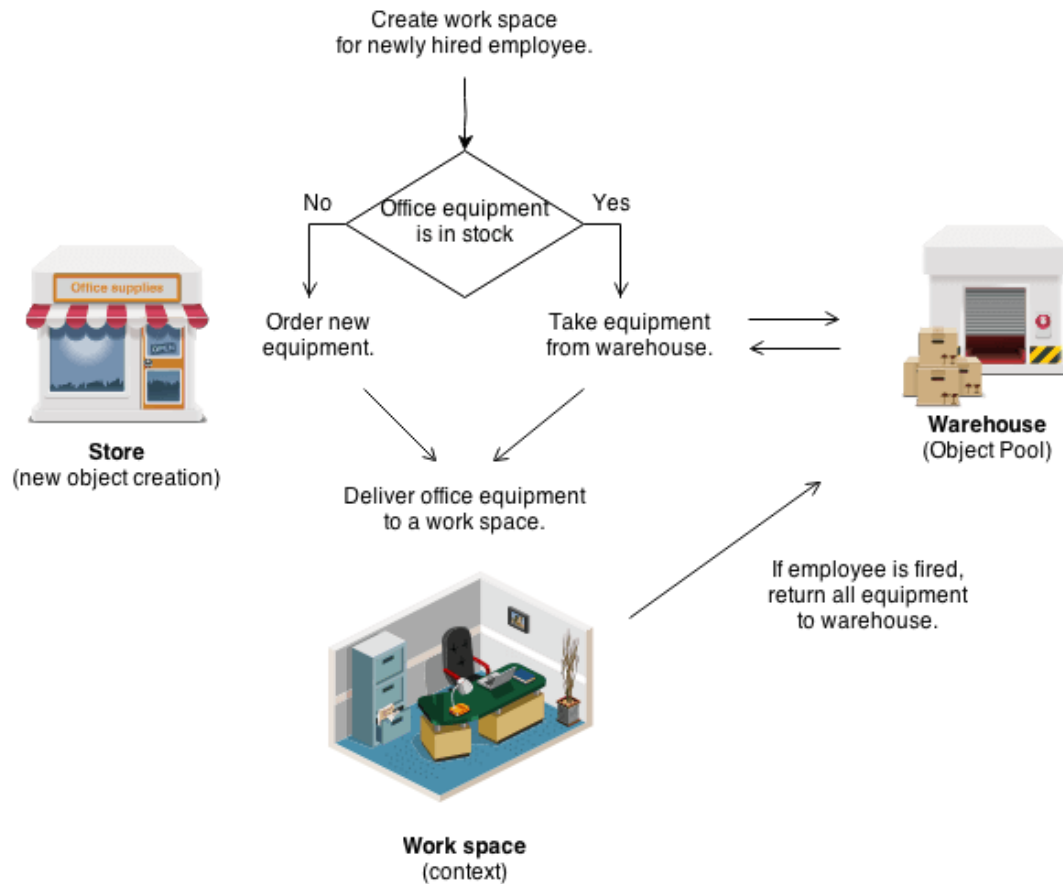 Create work space
for newly hired employee.
No
Yes
Office equipment
is in stock
Office supplies
OPEN
Order new
equipment.
Take equipment
from warehouse.
Store
(new object creation)
Warehouse
(Object Pool)
Deliver office equipment
to a work space.
If employee is fired,
return all equipment
to warehouse.
Work space
(context)